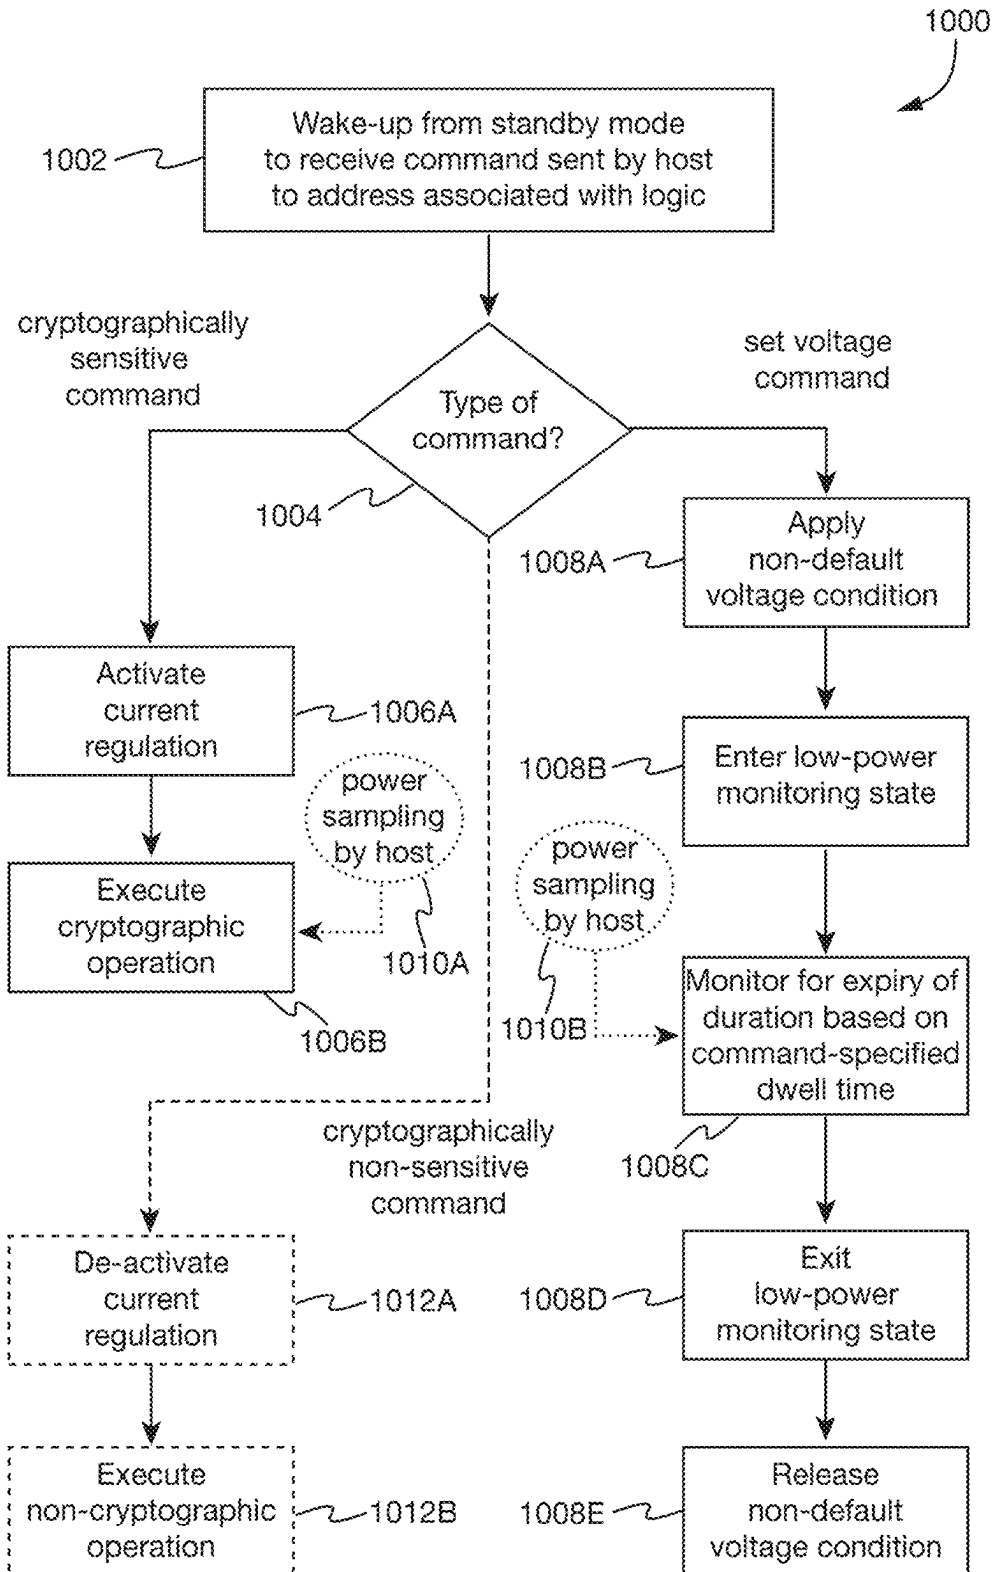 1000
Wake-up from standby mode
to receive command sent by host
to address associated with logic
1002
cryptographically
sensitive
command
set voltage
command
Type of
command?
1004
Apply
non-default
voltage condition
1008A
Activate
current
regulation
1006A
Enter low-power
monitoring state
1008B
power
sampling
by host
1010A
power
sampling
by host
1010B
Execute
cryptographic
operation
1006B
Monitor for expiry of
duration based on
command-specified
dwell time
1008C
cryptographically
non-sensitive
command
De-activate
current
regulation
1012A
Exit
low-power
monitoring state
1008D
Execute
non-cryptographic
operation
1012B
Release
non-default
voltage condition
1008E